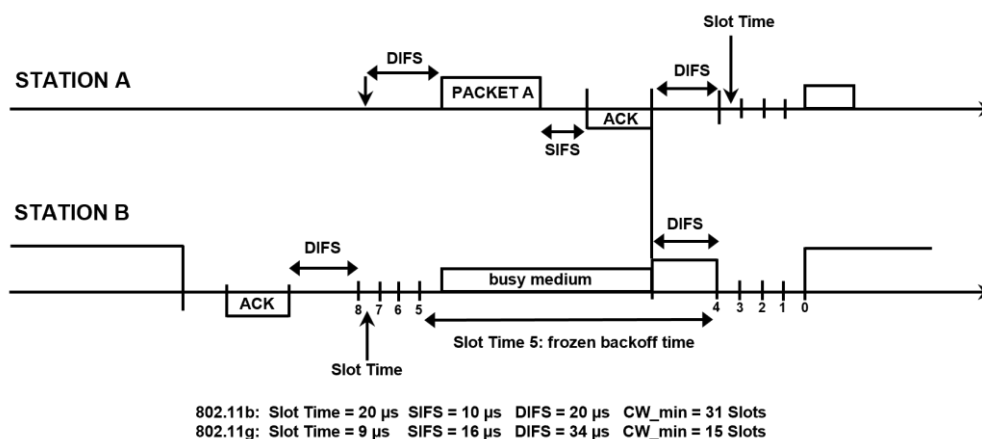 Slot Time
DIFS
DIFS
STATION A
PACKET A
ACK
SIFS
STATION B
DIFS
DIFS
busy medium
ACK
8 7 6 5 4 3 2 1 0
Slot Time 5: frozen backoff time
Slot Time
802.11b: Slot Time = 20 µs SIFS = 10 µs DIFS = 20 µs CW_min = 31 Slots
802.11g: Slot Time = 9 µs SIFS = 16 µs DIFS = 34 µs CW_min = 15 Slots